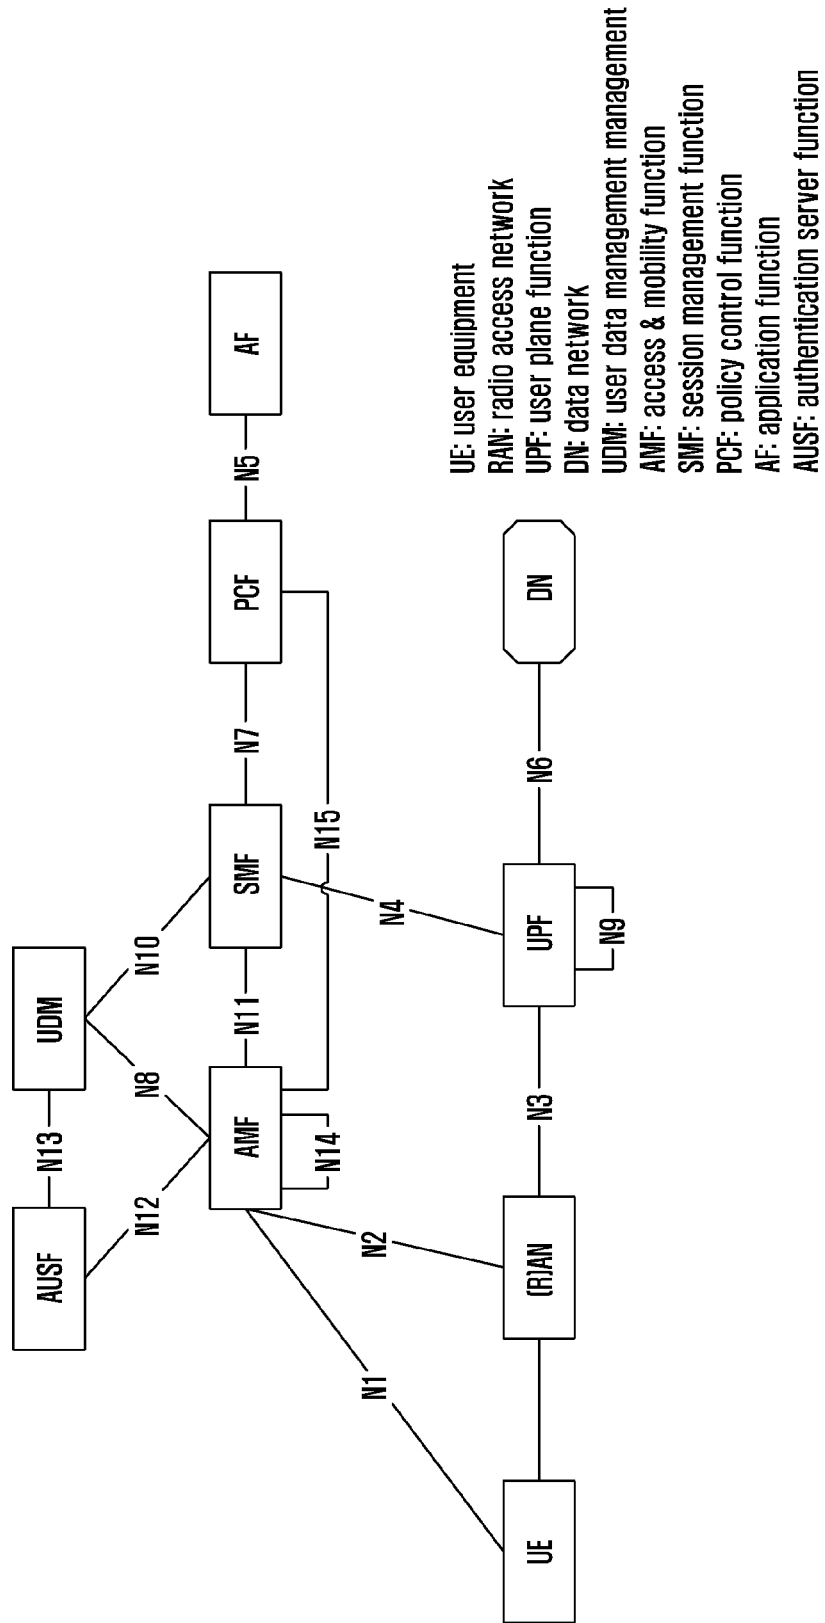 AUSF
N13
UDM
N12
N8
N10
AMF
N11
SMF
N7
PCF
N5
AF
N14
N15
N1
N2
N4
UE
(R)AN
N3
UPF
N6
DN
N9
UE: user equipment
RAN: radio access network
UPF: user plane function
DN: data network
UDM: user data management management
AMF: access & mobility function
SMF: session management function
PCF: policy control function
AF: application function
AUSF: authentication server function